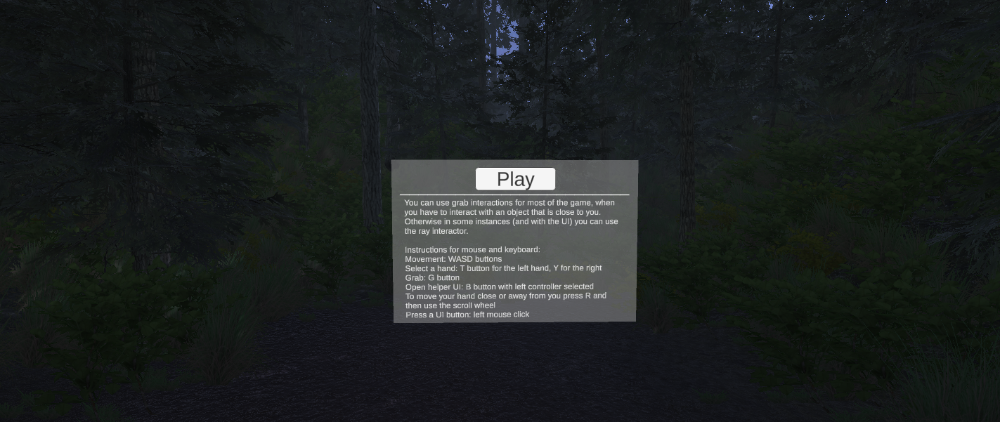 Play
You can use grab interactions for most of the game, when
you have to interact with an object that is close to you.
Otherwise in some instances (and with the UI) you can use
the ray interactor.
Instructions for mouse and keyboard:
Movement: WASD buttons
Select a hand: T button for the left hand, Y for the right
Grab: G button
Open helper UI: B button with left controller selected
To move your hand close or away from you press R and
then use the scroll wheel
Press a UI button: left mouse click